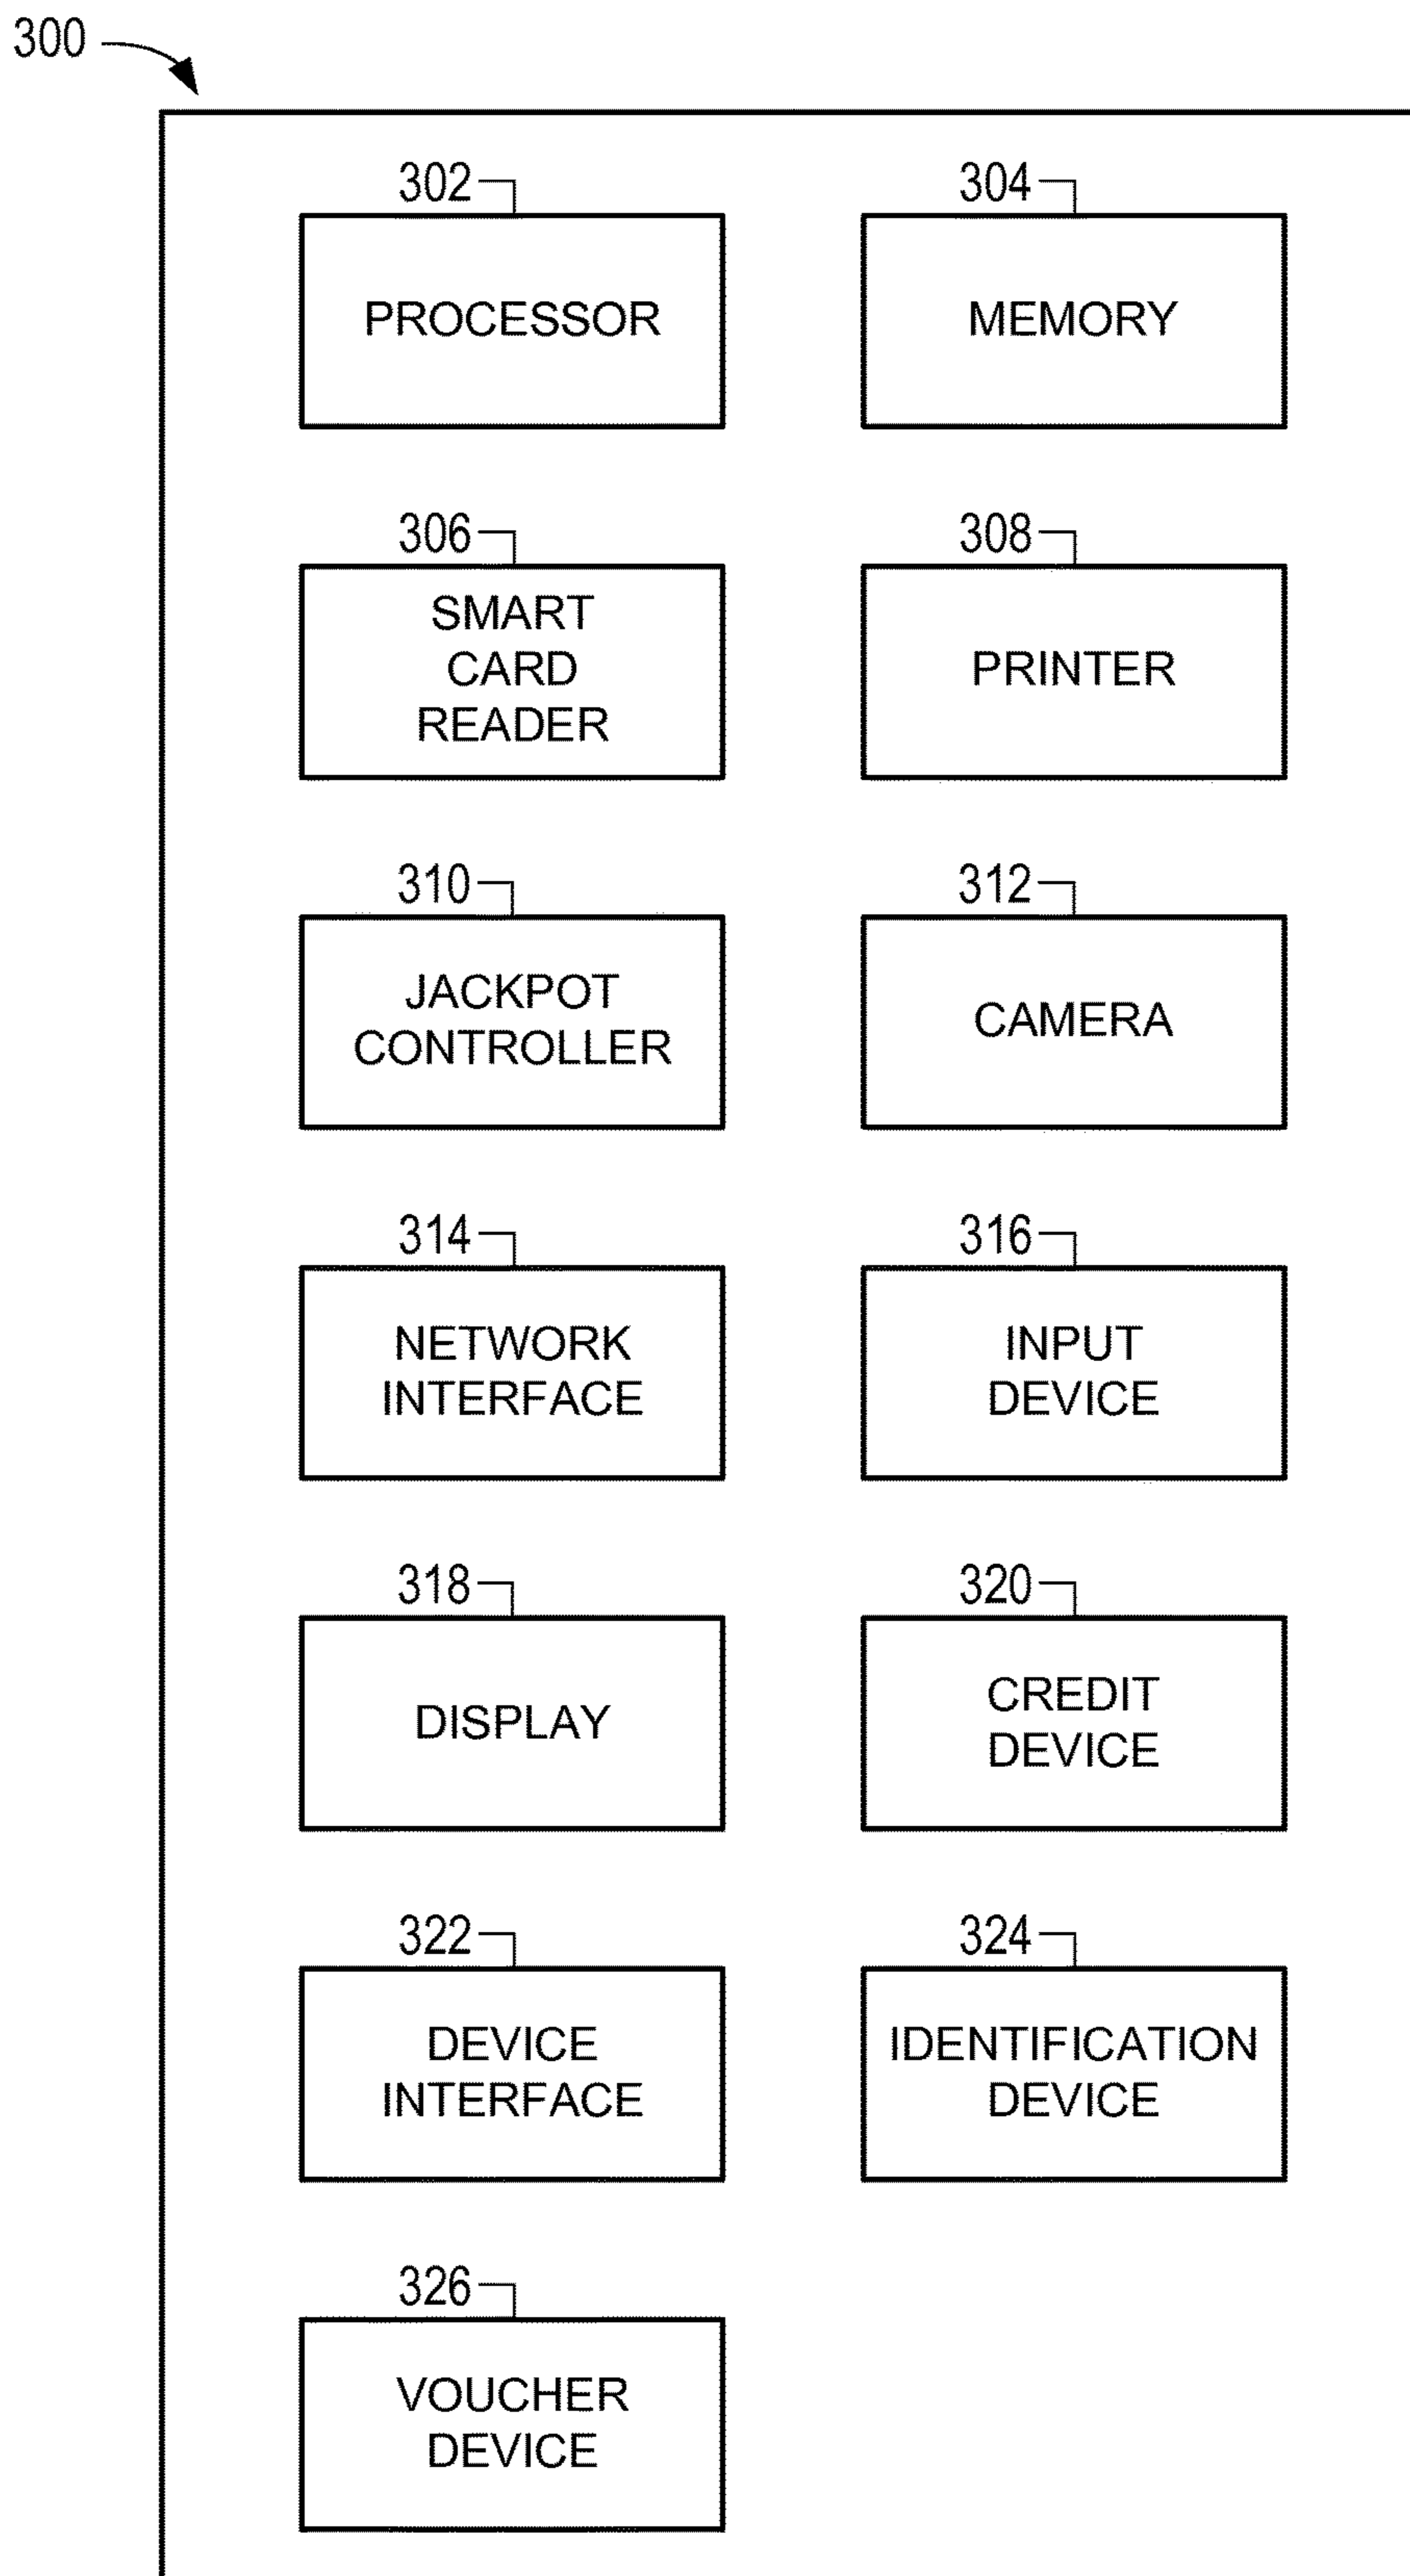 300
302
304
PROCESSOR
MEMORY
306
308
SMART
CARD
READER
PRINTER
310
312
JACKPOT
CONTROLLER
CAMERA
314
316
NETWORK
INTERFACE
INPUT
DEVICE
318
320
DISPLAY
CREDIT
DEVICE
322
324
DEVICE
INTERFACE
IDENTIFICATION
DEVICE
326
VOUCHER
DEVICE